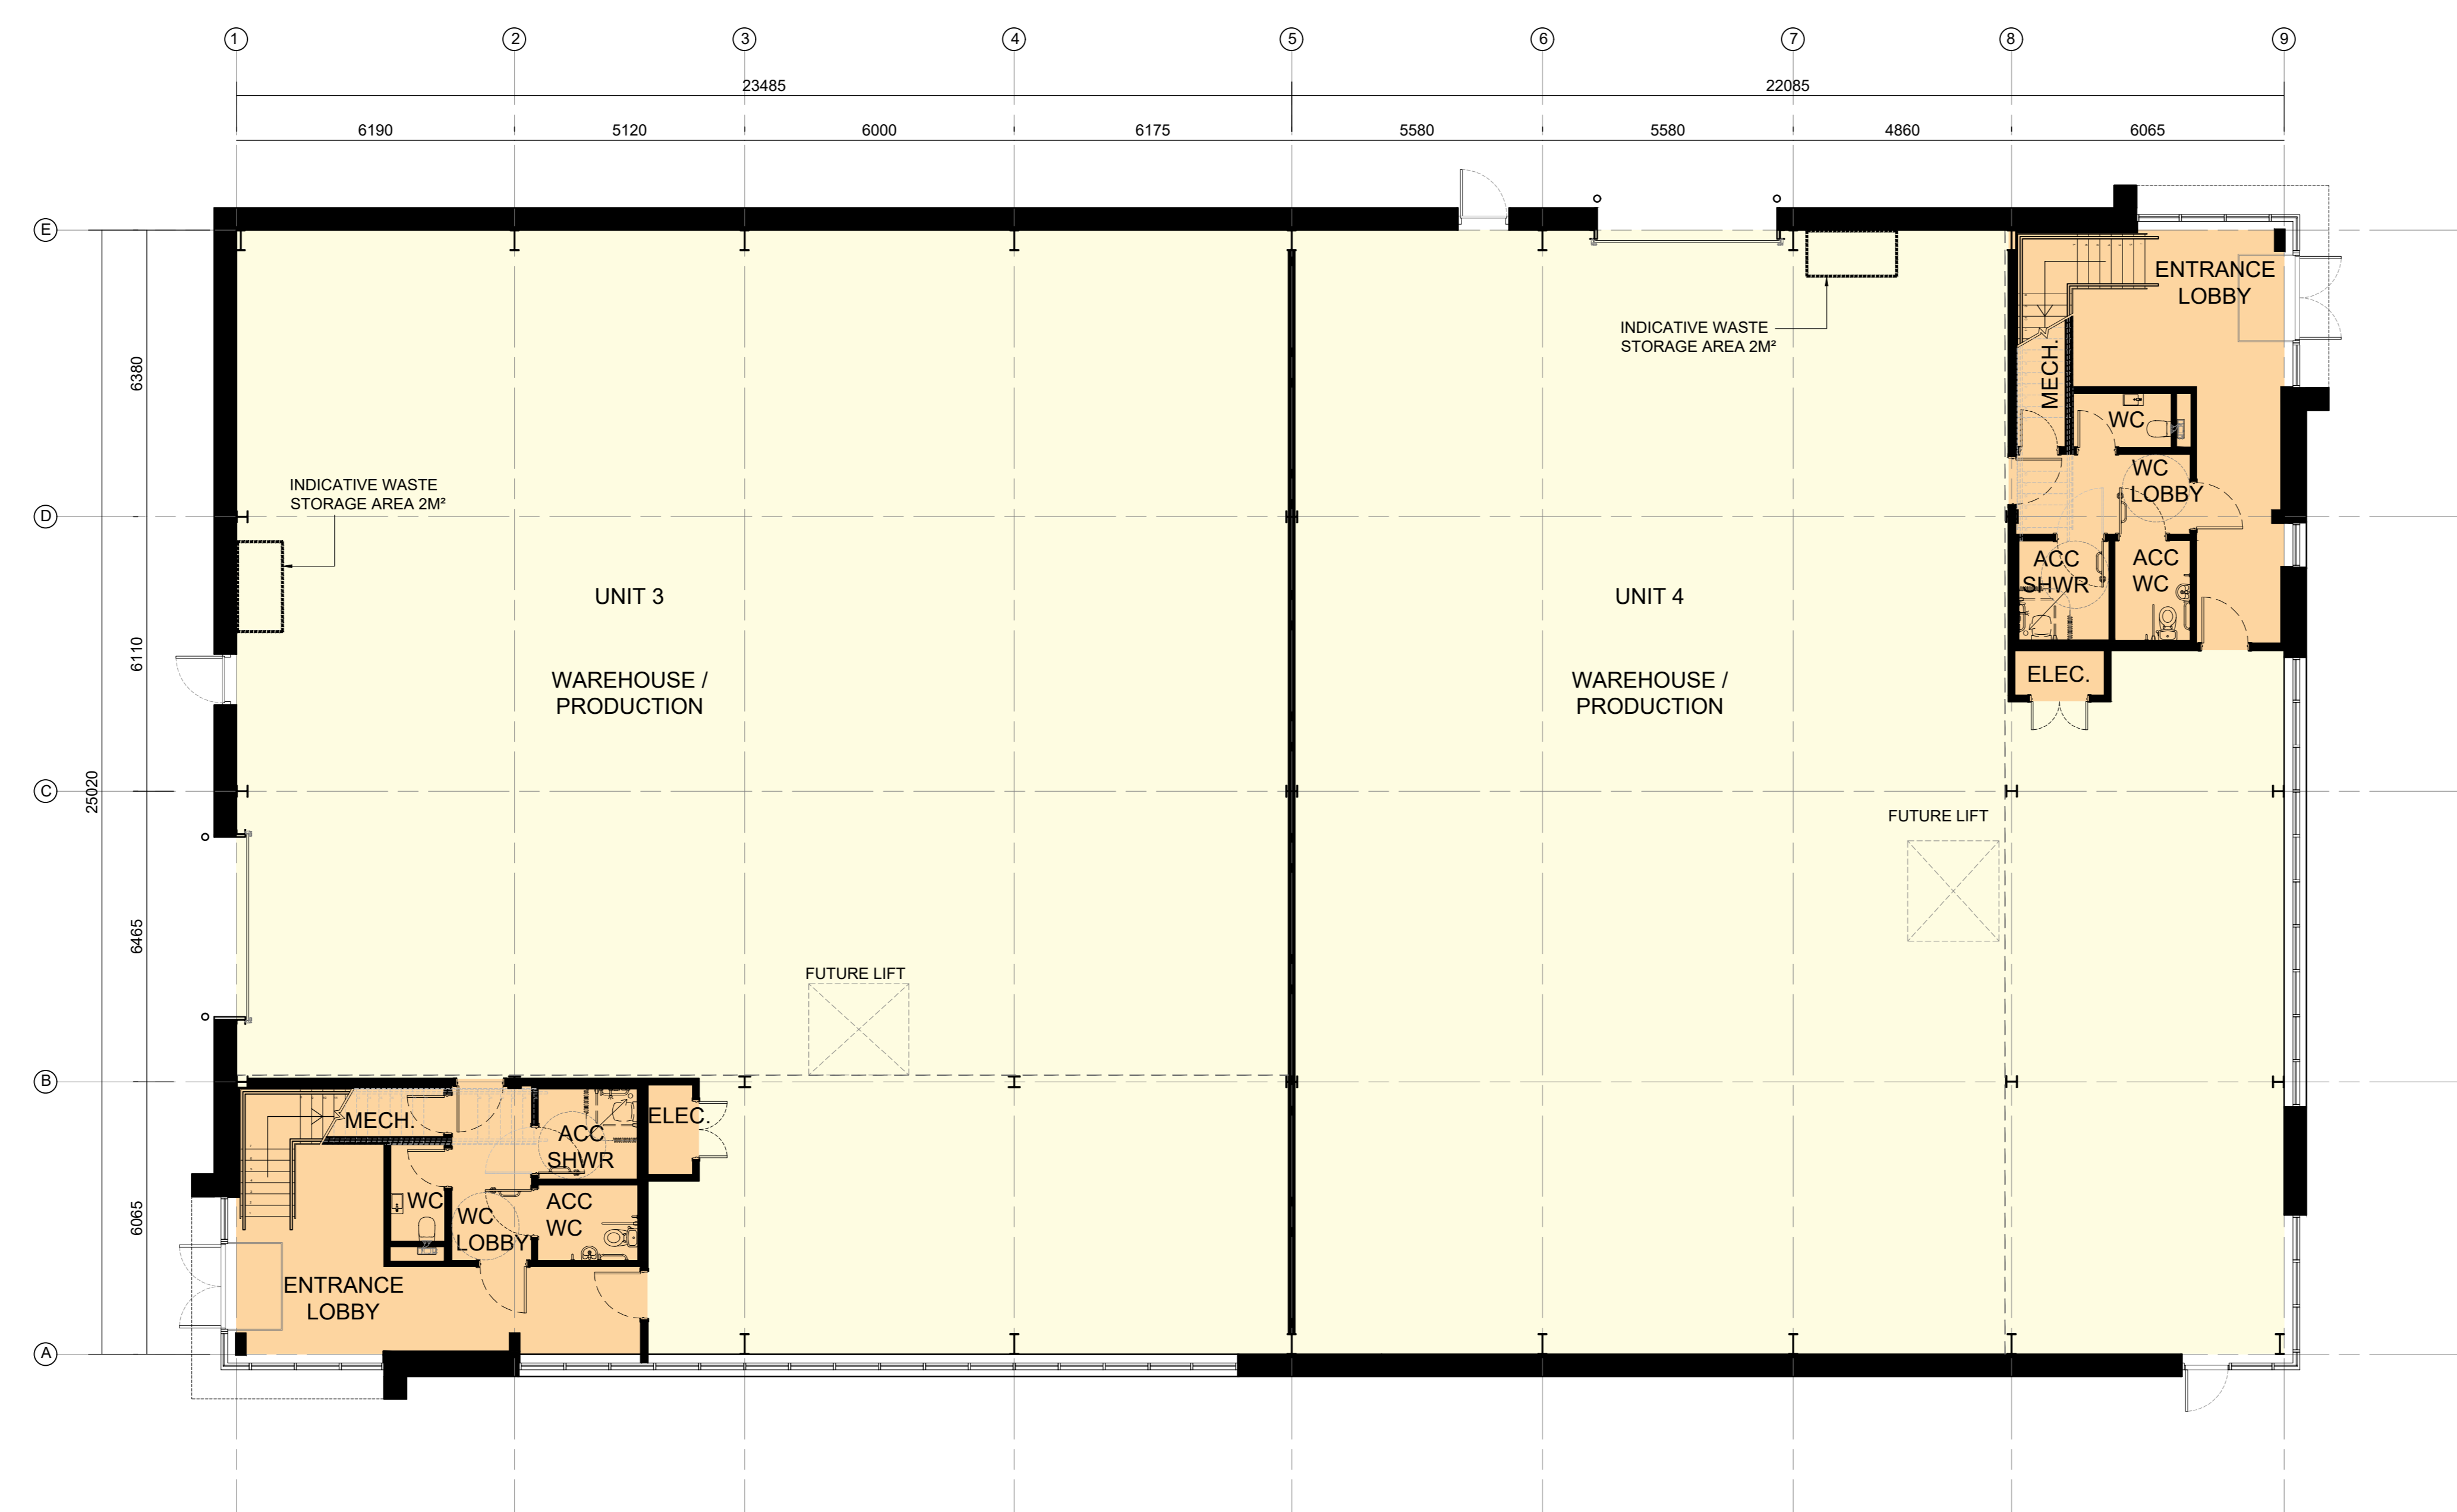 1 2 3 4 5 6 7 8 9
23485 22085
6190 5120 6000 6175 5580 5580 4860 6065
E
D
C
B
A
25020
6380
6110
6465
6065
INDICATIVE WASTE
STORAGE AREA 2M²
UNIT 3
WAREHOUSE /
PRODUCTION
FUTURE LIFT
MECH.
ACC
SHWR
ELEC.
WC
WC
LOBBY
ACC
WC
ENTRANCE
LOBBY
INDICATIVE WASTE
STORAGE AREA 2M²
UNIT 4
WAREHOUSE /
PRODUCTION
FUTURE LIFT
ENTRANCE
LOBBY
MECH.
WC
WC
LOBBY
ACC
SHWR
ACC
WC
ELEC.